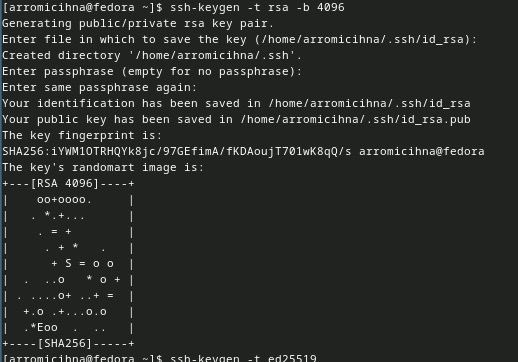 [arromicihna@fedora ~]$ ssh-keygen -t rsa -b 4096
Generating public/private rsa key pair.
Enter file in which to save the key (/home/arromicihna/.ssh/id_rsa):
Created directory '/home/arromicihna/.ssh'.
Enter passphrase (empty for no passphrase):
Enter same passphrase again:
Your identification has been saved in /home/arromicihna/.ssh/id_rsa
Your public key has been saved in /home/arromicihna/.ssh/id_rsa.pub
The key fingerprint is:
SHA256:iYWM1OTRHQYk8jc/97GEfimA/fKDAoujT701wK8qQ/s arromicihna@fedora
The key's randomart image is:
+---[RSA 4096]----+
|    oo+oooo.     |
|   . *.+...      |
|    . = +        |
|     . + *   .   |
|      + S = o o  |
|  .  ..o   * o + |
| . ....o+ ..+ =  |
|  +.o .+...o.o   |
|  .*Eoo  .  ..   |
+----[SHA256]-----+
[arromicihna@fedora ~]$ ssh-keygen -t ed25519